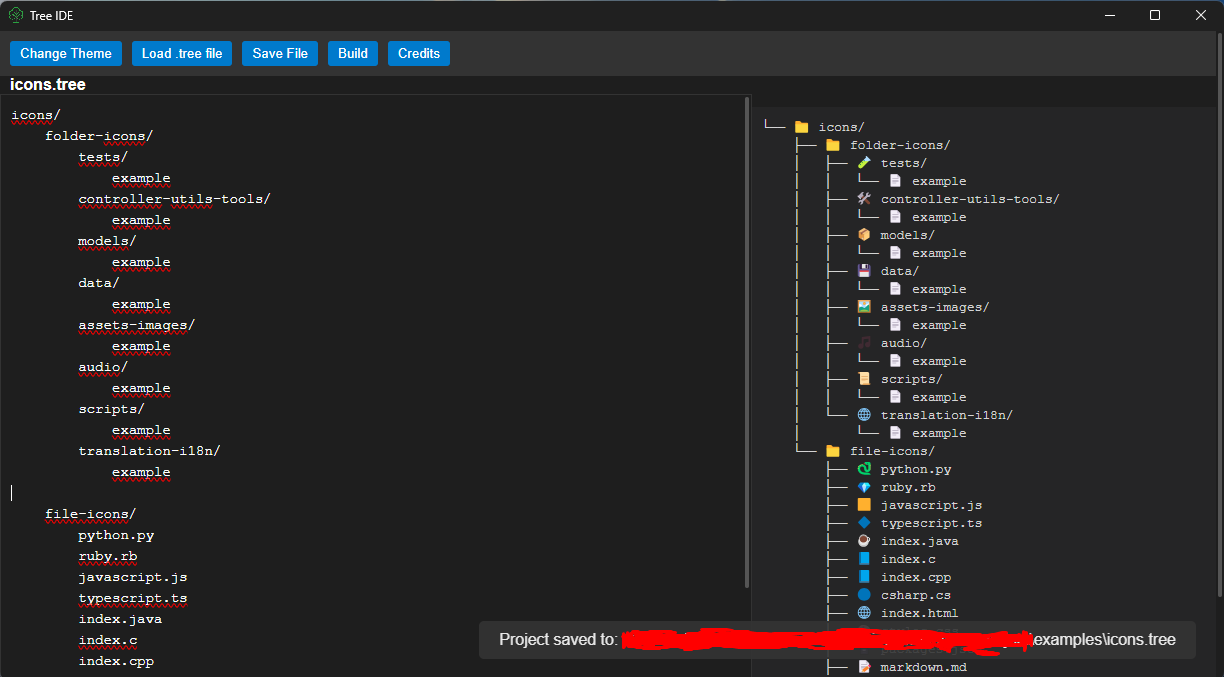 Tree IDE
Change Theme Load .tree file Save File Build Credits
icons.tree
icons/
folder-icons/
tests/
example
controller-utils-tools/
example
models/
example
data/
example
assets-images/
example
audio/
example
scripts/
example
translation-i18n/
example
file-icons/
python.py
ruby.rb
javascript.js
typescript.ts
index.java
index.c
index.cpp
icons/
folder-icons/
tests/
example
controller-utils-tools/
example
models/
example
data/
example
assets-images/
example
audio/
example
scripts/
example
translation-i18n/
example
file-icons/
python.py
ruby.rb
javascript.js
typescript.ts
index.java
index.c
index.cpp
csharp.cs
index.html
markdown.md
Project saved to: \examples\icons.tree